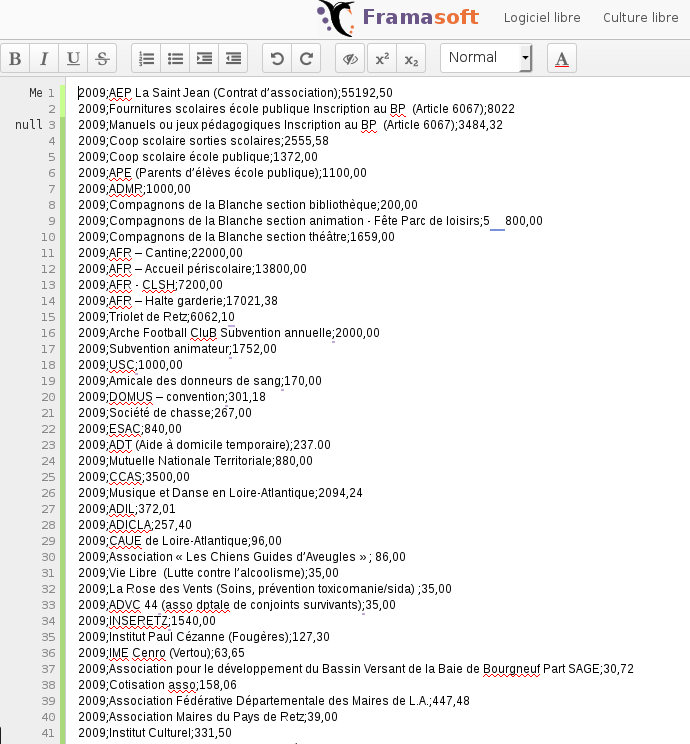 Framasoft Logiciel libre Culture libre
B I U S x² x₂ Normal A
Me 1 2009;AEP La Saint Jean (Contrat d'association);55192,50
2 2009;Fournitures scolaires école publique Inscription au BP (Article 6067);8022
null 3 2009;Manuels ou jeux pédagogiques Inscription au BP (Article 6067);3484,32
4 2009;Coop scolaire sorties scolaires;2555,58
5 2009;Coop scolaire école publique;1372,00
6 2009;APE (Parents d'élèves école publique);1100,00
7 2009;ADMR;1000,00
8 2009;Compagnons de la Blanche section bibliothèque;200,00
9 2009;Compagnons de la Blanche section animation - Fête Parc de loisirs;5 800,00
10 2009;Compagnons de la Blanche section théâtre;1659,00
11 2009;AFR – Cantine;22000,00
12 2009;AFR – Accueil périscolaire;13800,00
13 2009;AFR - CLSH;7200,00
14 2009;AFR – Halte garderie;17021,38
15 2009;Triolet de Retz;6062,10
16 2009;Arche Football CluB Subvention annuelle;2000,00
17 2009;Subvention animateur;1752,00
18 2009;USC;1000,00
19 2009;Amicale des donneurs de sang;170,00
20 2009;DOMUS – convention;301,18
21 2009;Société de chasse;267,00
22 2009;ESAC;840,00
23 2009;ADT (Aide à domicile temporaire);237.00
24 2009;Mutuelle Nationale Territoriale;880,00
25 2009;CCAS;3500,00
26 2009;Musique et Danse en Loire-Atlantique;2094,24
27 2009;ADIL;372,01
28 2009;ADICLA;257,40
29 2009;CAUE de Loire-Atlantique;96,00
30 2009;Association « Les Chiens Guides d'Aveugles » ; 86,00
31 2009;Vie Libre (Lutte contre l'alcoolisme);35,00
32 2009;La Rose des Vents (Soins, prévention toxicomanie/sida) ;35,00
33 2009;ADVC 44 (asso dptale de conjoints survivants);35,00
34 2009;INSERETZ;1540,00
35 2009;Institut Paul Cézanne (Fougères);127,30
36 2009;IME Cenro (Vertou);63,65
37 2009;Association pour le développement du Bassin Versant de la Baie de Bourgneuf Part SAGE;30,72
38 2009;Cotisation asso;158,06
39 2009;Association Fédérative Départementale des Maires de L.A.;447,48
40 2009;Association Maires du Pays de Retz;39,00
41 2009;Institut Culturel;331,50